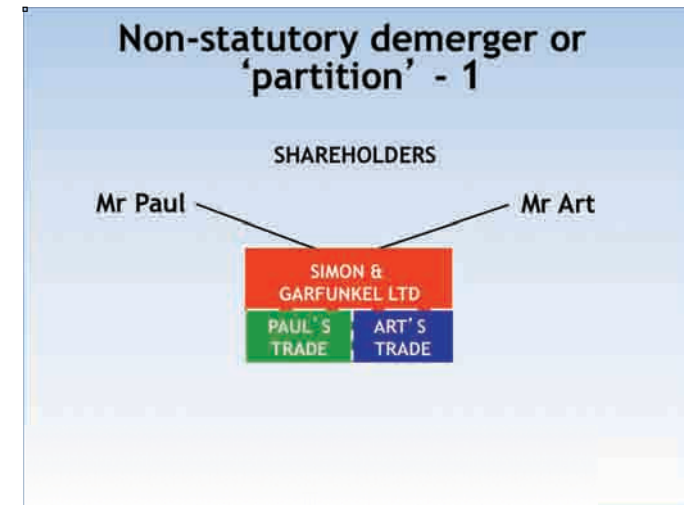 Non-statutory demerger or
‘partition’ - 1
SHAREHOLDERS
Mr Paul
Mr Art
SIMON &
GARFUNKEL LTD
PAUL’S
TRADE
ART’S
TRADE